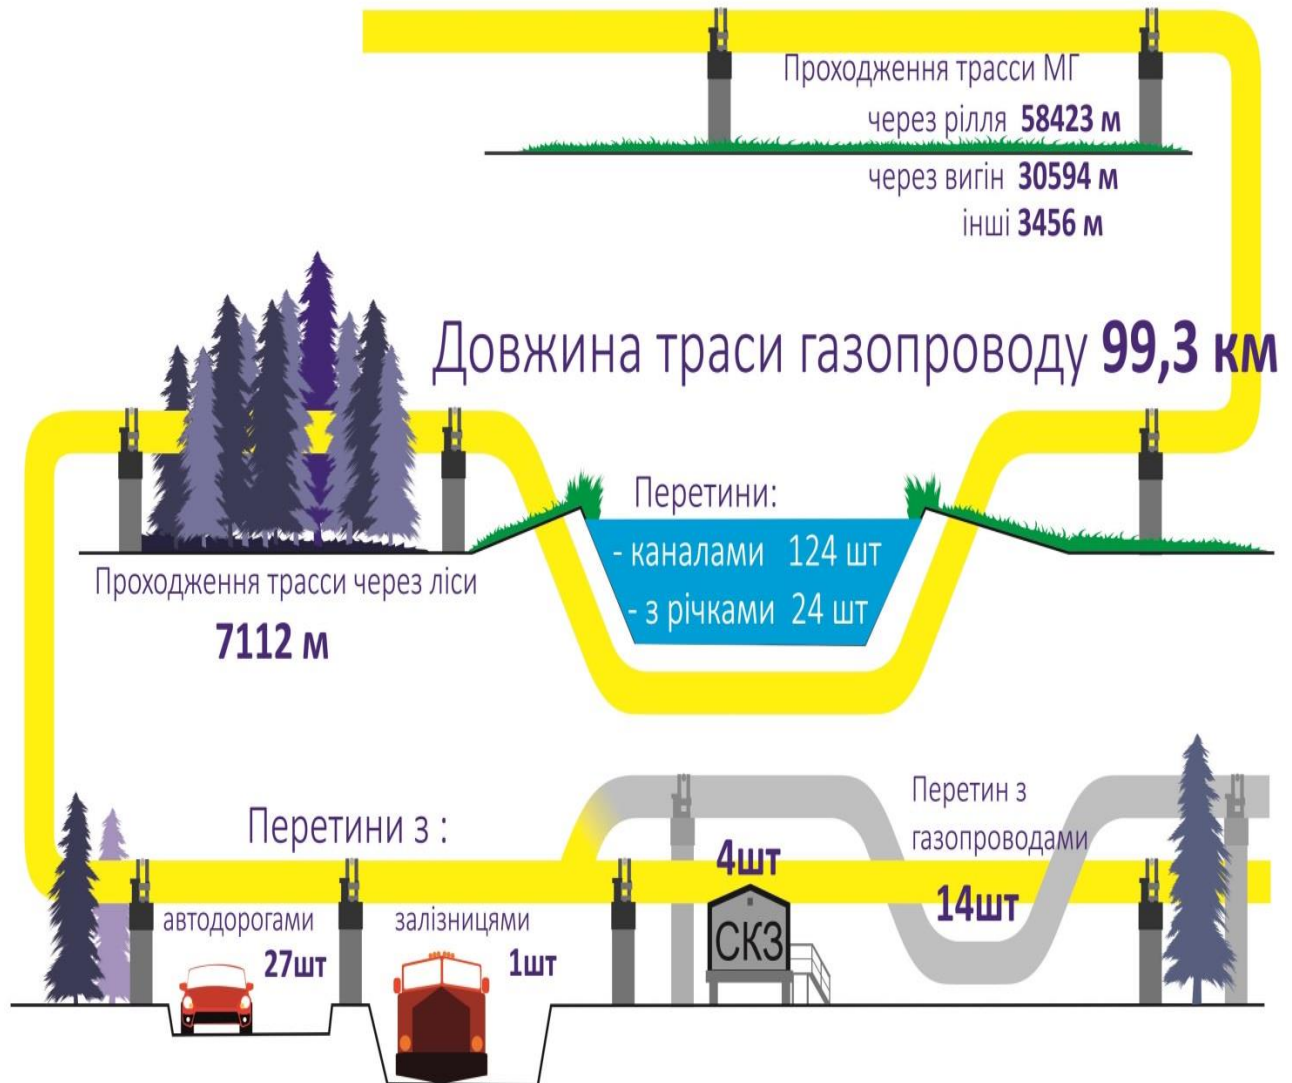 Проходження трасси МГ
через рілля 58423 м
через вигін 30594 м
інші 3456 м
Довжина траси газопроводу 99,3 км
Перетини:
- каналами 124 шт
- з річками 24 шт
Проходження трасси через ліси
7112 м
Перетини з :
автодорогами
27шт
залізницями
1шт
4шт
СКЗ
Перетин з
газопроводами
14шт